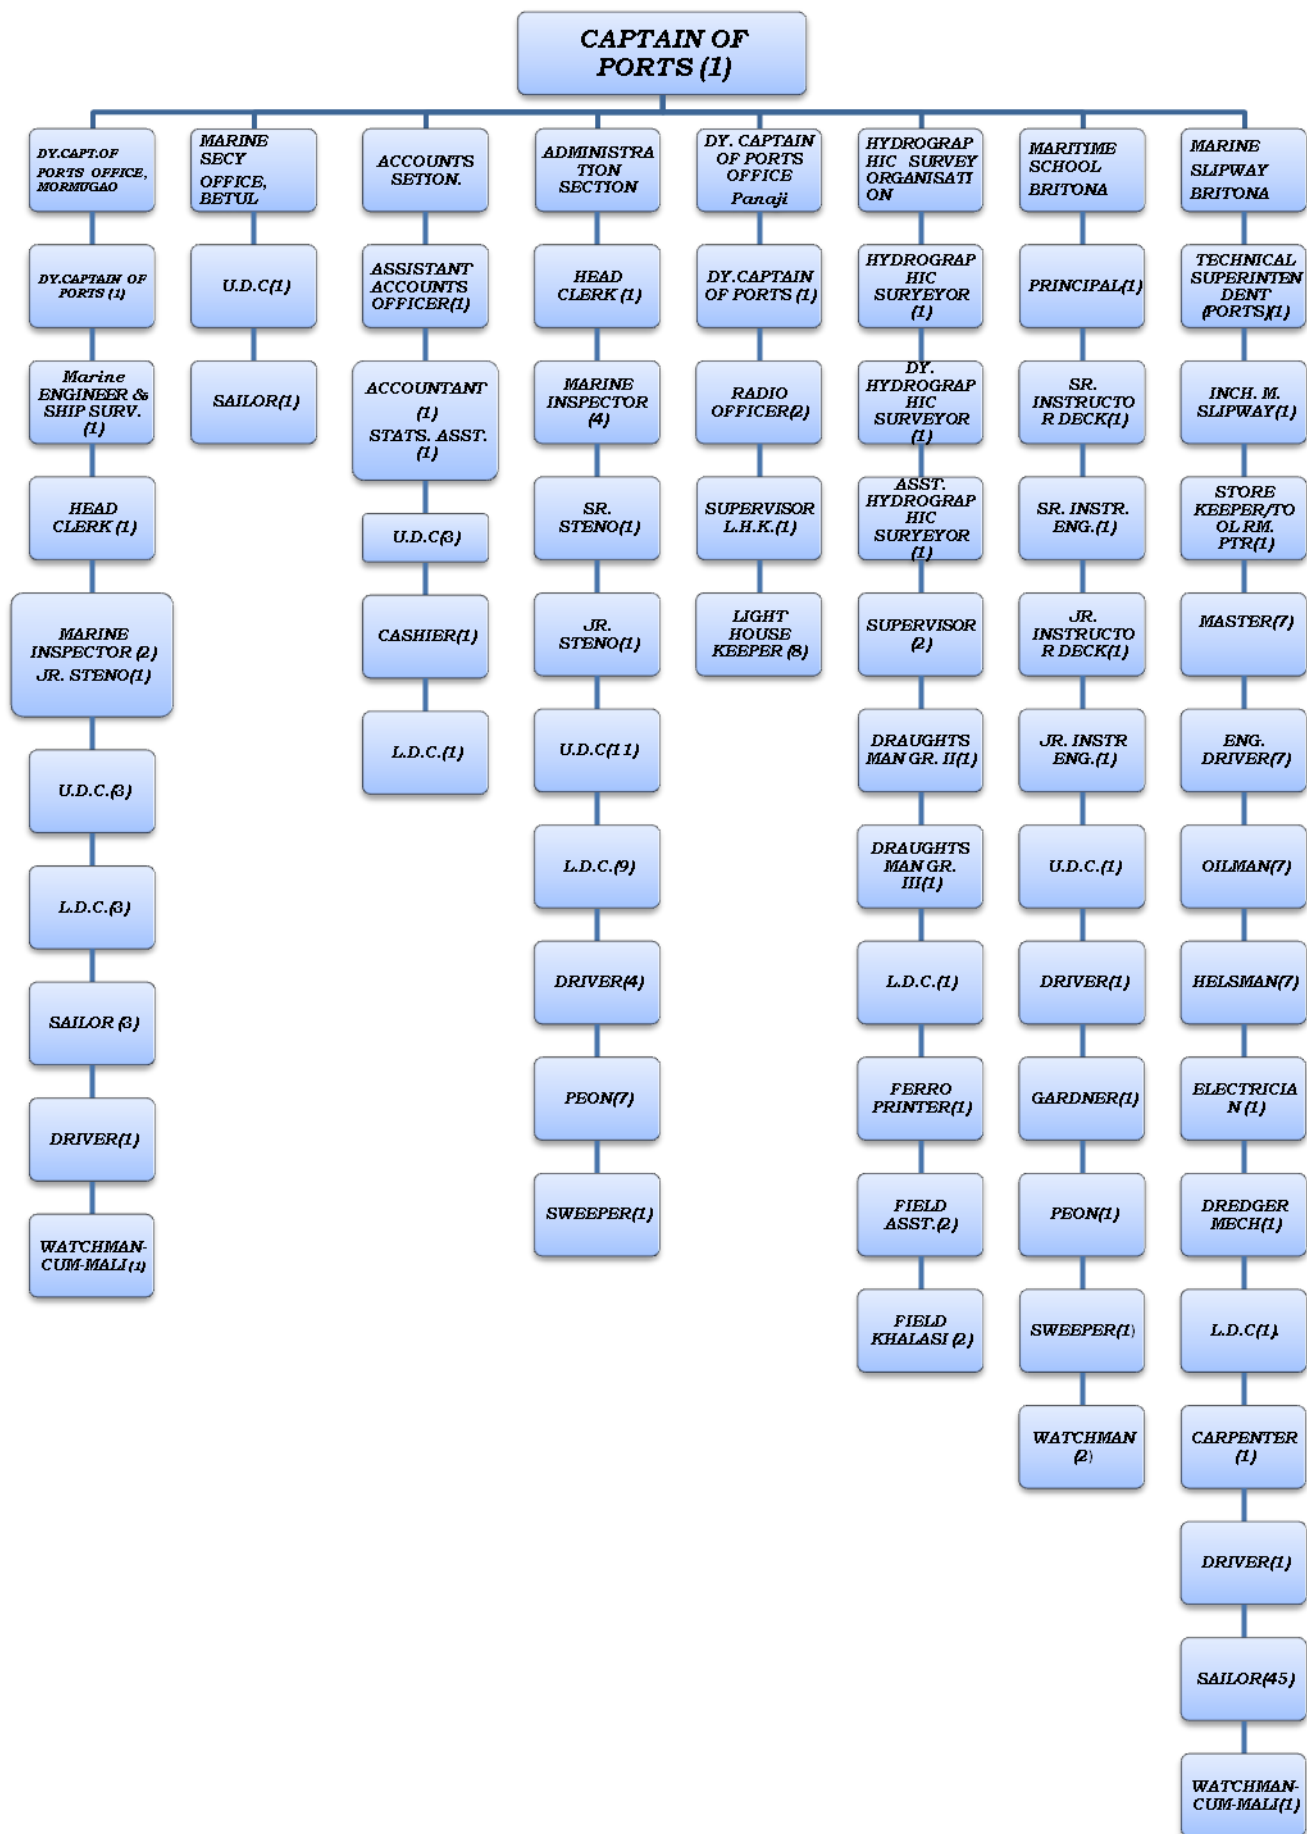 CAPTAIN OF
PORTS (1)
DY.CAPT.OF
PORTS OFFICE,
MORMUGAO
DY.CAPTAIN OF
PORTS (1)
Marine
ENGINEER &
SHIP SURV.
(1)
HEAD
CLERK (1)
MARINE
INSPECTOR (2)
JR. STENO(1)
U.D.C.(3)
L.D.C.(3)
SAILOR (3)
DRIVER(1)
WATCHMAN-
CUM-MALI (1)
MARINE
SECY
OFFICE,
BETUL
U.D.C(1)
SAILOR(1)
ACCOUNTS
SETION.
ASSISTANT
ACCOUNTS
OFFICER(1)
ACCOUNTANT
(1)
STATS. ASST.
(1)
U.D.C(3)
CASHIER(1)
L.D.C.(1)
ADMINISTRA
TION
SECTION
HEAD
CLERK (1)
MARINE
INSPECTOR
(4)
SR.
STENO(1)
JR.
STENO(1)
U.D.C(11)
L.D.C.(9)
DRIVER(4)
PEON(7)
SWEEPER(1)
DY. CAPTAIN
OF PORTS
OFFICE
Panaji
DY.CAPTAIN
OF PORTS (1)
RADIO
OFFICER(2)
SUPERVISOR
L.H.K.(1)
LIGHT
HOUSE
KEEPER (8)
HYDROGRAP
HIC SURVEY
ORGANISATI
ON
HYDROGRAP
HIC
SURYEYOR
(1)
DY.
HYDROGRAP
HIC
SURVEYOR
(1)
ASST.
HYDROGRAP
HIC
SURYEYOR
(1)
SUPERVISOR
(2)
DRAUGHTS
MAN GR. II(1)
DRAUGHTS
MAN GR.
III(1)
L.D.C.(1)
FERRO
PRINTER(1)
FIELD
ASST.(2)
FIELD
KHALASI (2)
MARITIME
SCHOOL
BRITONA
PRINCIPAL(1)
SR.
INSTRUCTO
R DECK(1)
SR. INSTR.
ENG.(1)
JR.
INSTRUCTO
R DECK(1)
JR. INSTR
ENG.(1)
U.D.C.(1)
DRIVER(1)
GARDNER(1)
PEON(1)
SWEEPER(1)
WATCHMAN
(2)
MARINE
SLIPWAY
BRITONA
TECHNICAL
SUPERINTEN
DENT
(PORTS)(1)
INCH. M.
SLIPWAY(1)
STORE
KEEPER/TO
OL RM.
PTR(1)
MASTER(7)
ENG.
DRIVER(7)
OILMAN(7)
HELSMAN(7)
ELECTRICIA
N (1)
DREDGER
MECH(1)
L.D.C(1).
CARPENTER
(1)
DRIVER(1)
SAILOR(45)
WATCHMAN-
CUM-MALI(1)